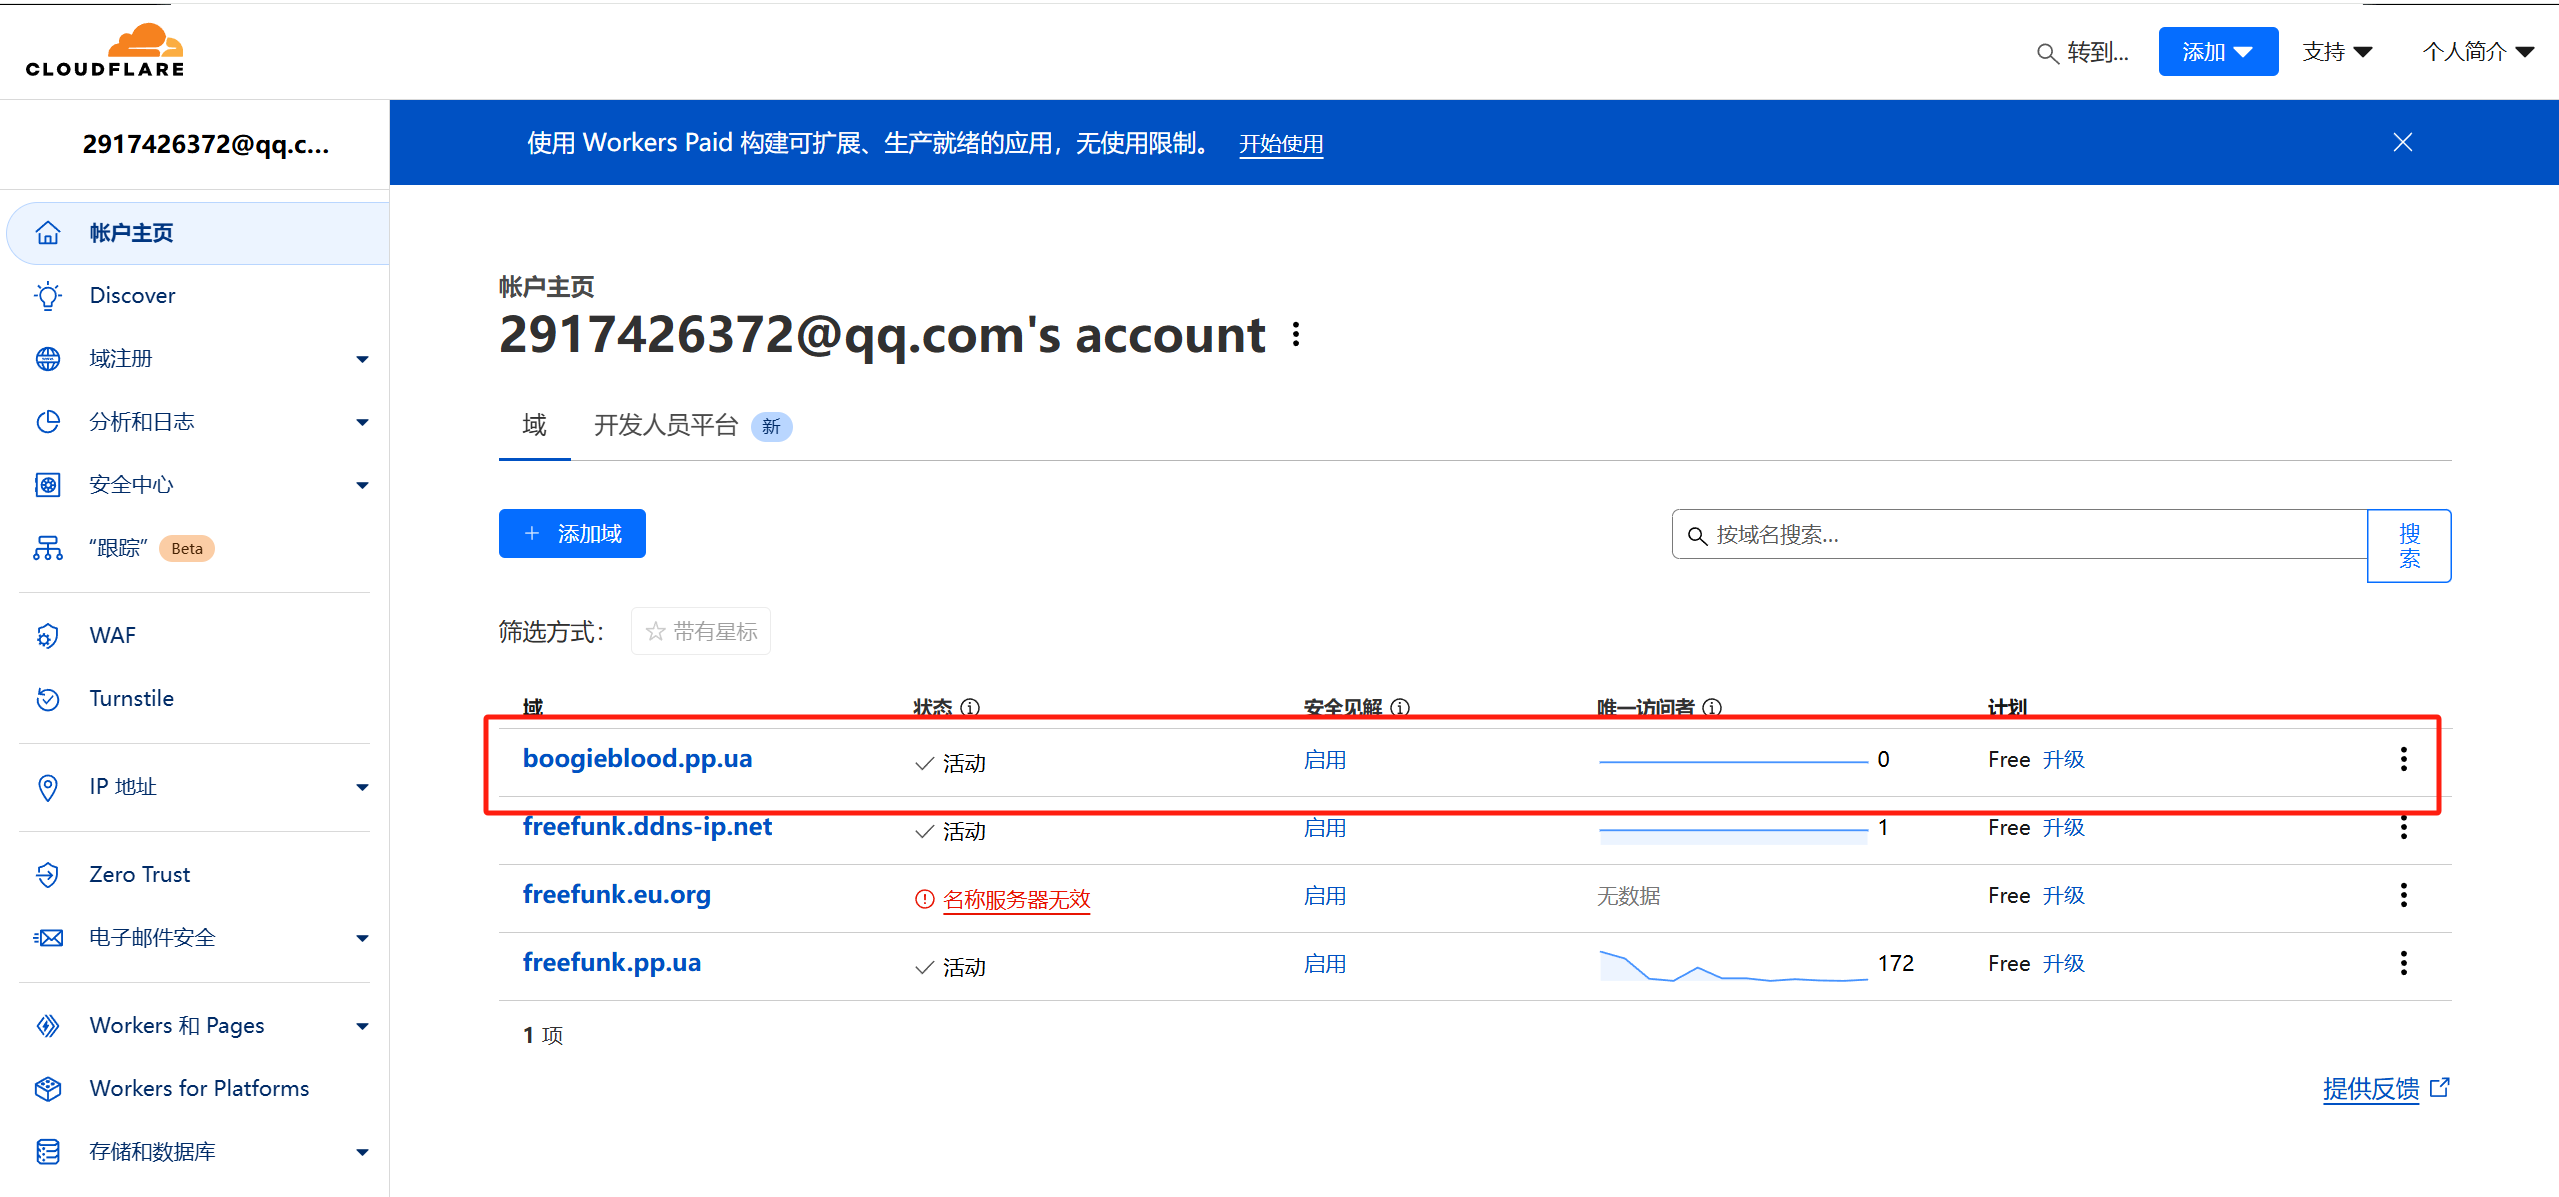 CLOUDFLARE
转到...
添加
支持
个人简介
2917426372@qq.c...
使用 Workers Paid 构建可扩展、生产就绪的应用，无使用限制。 开始使用
帐户主页
Discover
域注册
分析和日志
安全中心
“跟踪” Beta
WAF
Turnstile
IP 地址
Zero Trust
电子邮件安全
Workers 和 Pages
Workers for Platforms
存储和数据库
帐户主页
2917426372@qq.com's account
域 开发人员平台 新
+ 添加域
按域名搜索...
搜索
筛选方式： 带有星标
域 状态 安全见解 唯一访问者 计划
boogieblood.pp.ua 活动 启用 0 Free 升级
freefunk.ddns-ip.net 活动 启用 1 Free 升级
freefunk.eu.org 名称服务器无效 启用 无数据 Free 升级
freefunk.pp.ua 活动 启用 172 Free 升级
1 项
提供反馈